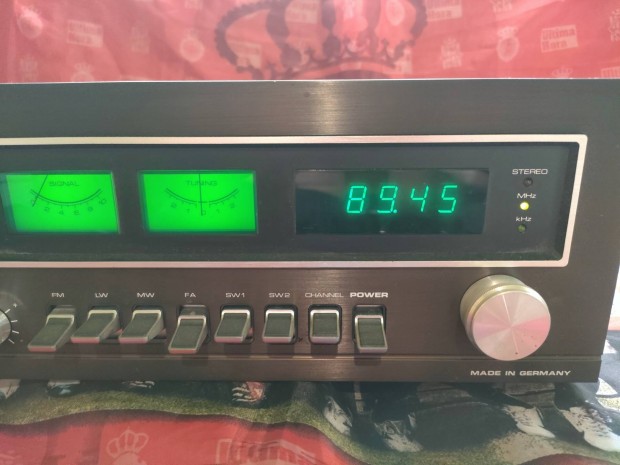 SIGNAL
TUNING
89.45
STEREO
MHz
kHz
FM LW MW FA SW1 SW2 CHANNEL POWER
MADE IN GERMANY